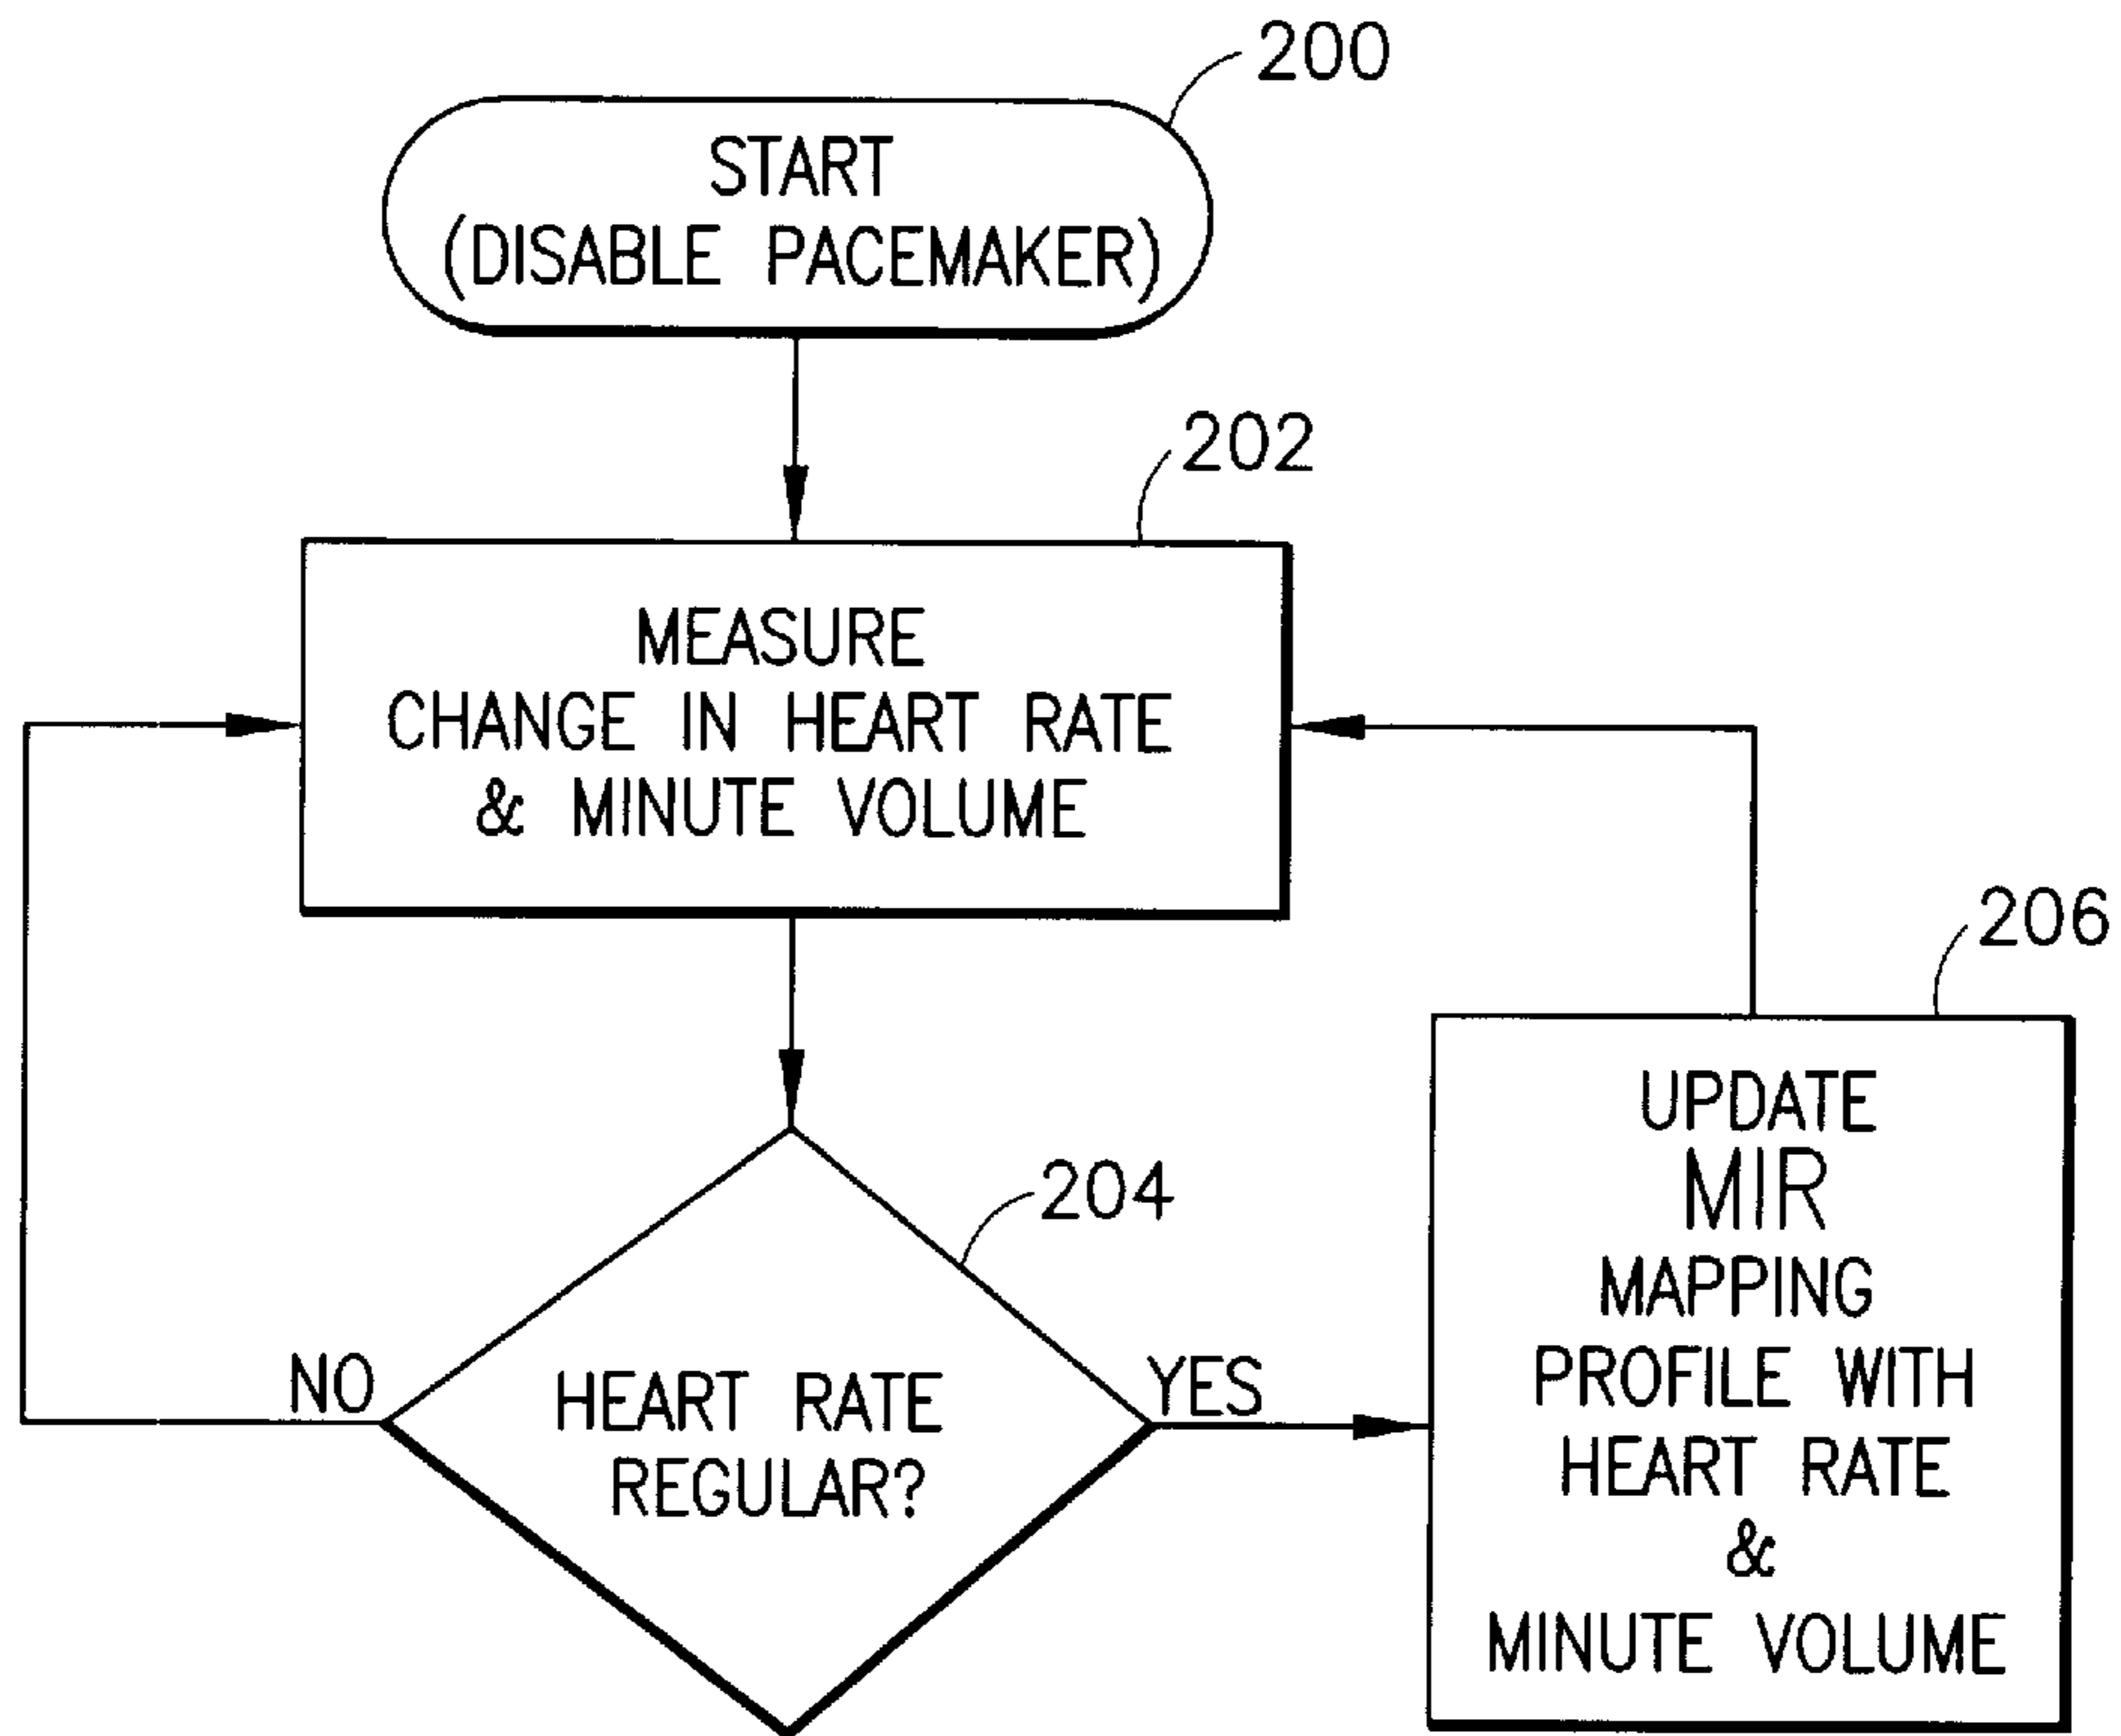 200
START
(DISABLE PACEMAKER)
202
MEASURE
CHANGE IN HEART RATE
& MINUTE VOLUME
206
204
NO
HEART RATE
REGULAR?
YES
UPDATE
MIR
MAPPING
PROFILE WITH
HEART RATE
&
MINUTE VOLUME